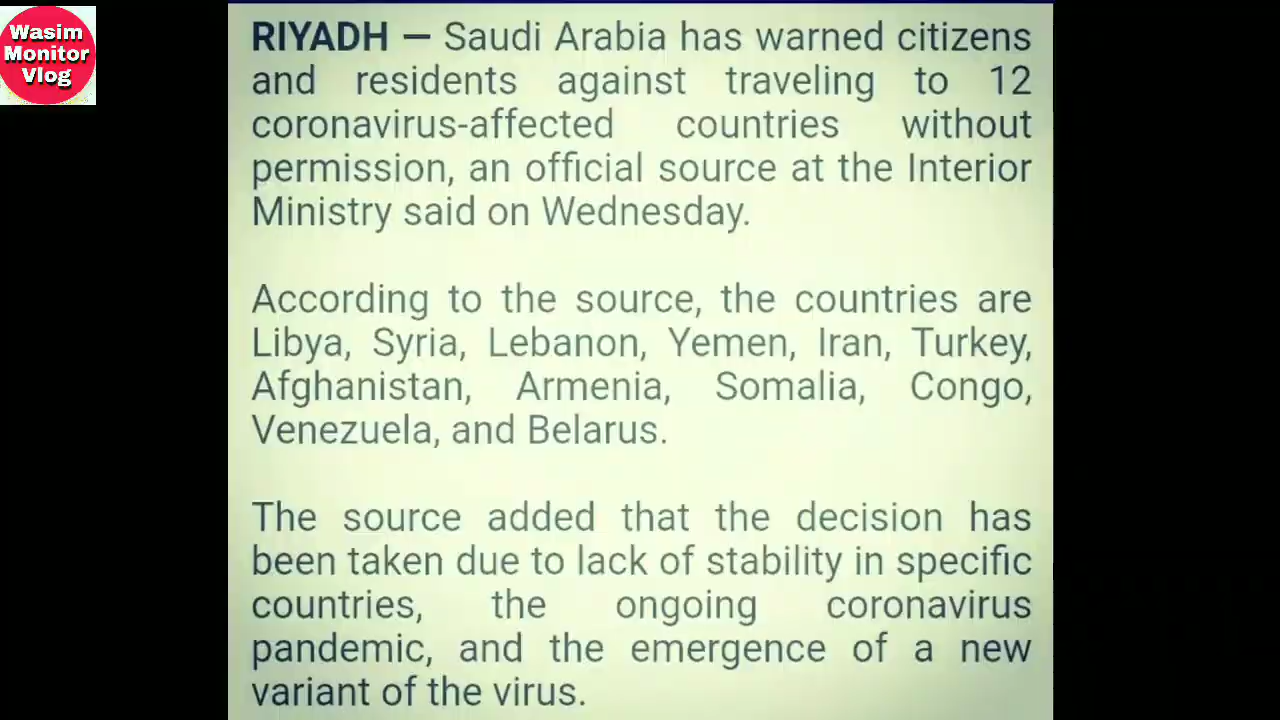 Wasim
Monitor
Vlog
RIYADH — Saudi Arabia has warned citizens
and residents against traveling to 12
coronavirus-affected countries without
permission, an official source at the Interior
Ministry said on Wednesday.
According to the source, the countries are
Libya, Syria, Lebanon, Yemen, Iran, Turkey,
Afghanistan, Armenia, Somalia, Congo,
Venezuela, and Belarus.
The source added that the decision has
been taken due to lack of stability in specific
countries, the ongoing coronavirus
pandemic, and the emergence of a new
variant of the virus.